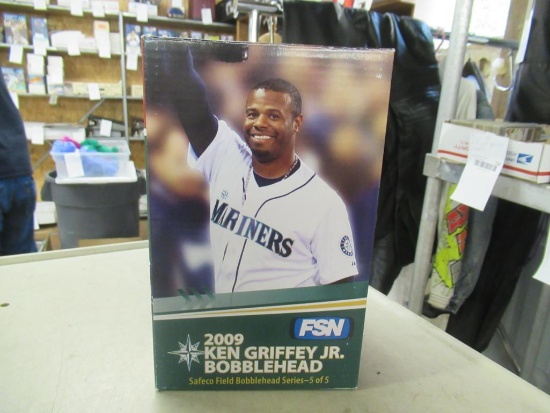 MARINERS
FSN
2009
KEN GRIFFEY JR.
BOBBLEHEAD
Safeco Field Bobblehead Series–5 of 5